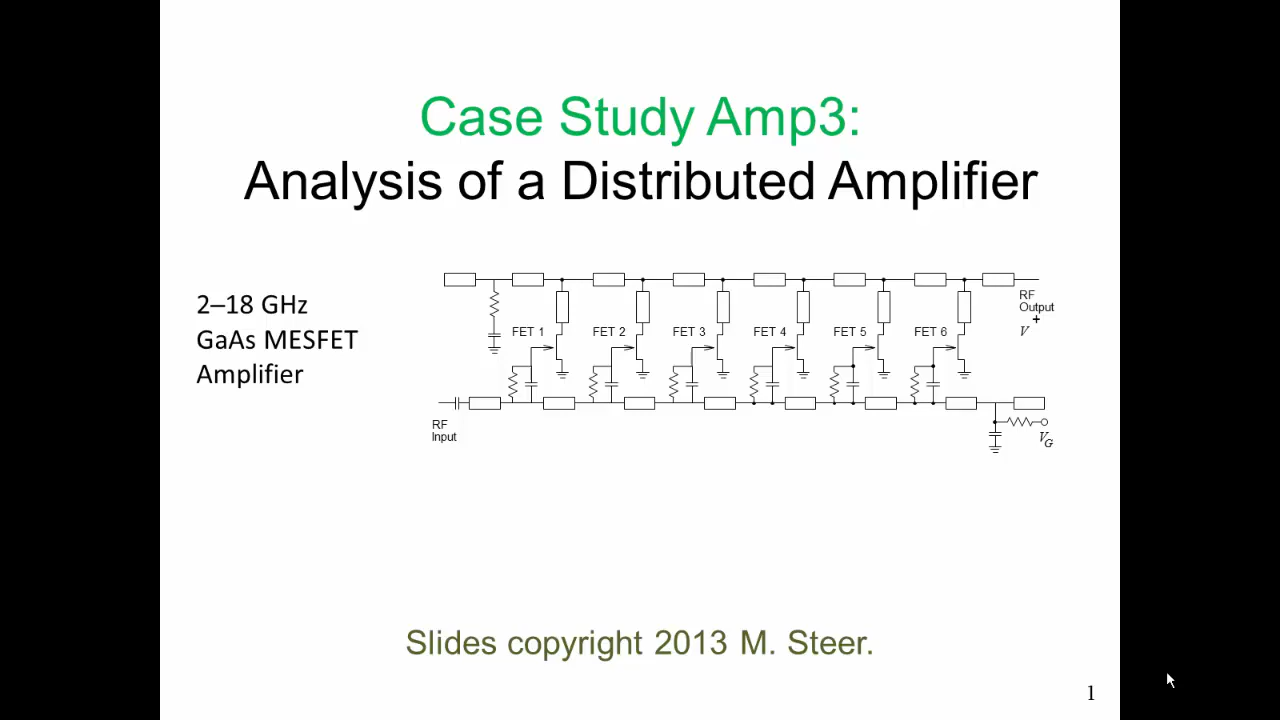 Case Study Amp3:
Analysis of a Distributed Amplifier
2–18 GHz
GaAs MESFET
Amplifier
RF
Output
+
V
FET 1 FET 2 FET 3 FET 4 FET 5 FET 6
RF
Input
VG
Slides copyright 2013 M. Steer.
1